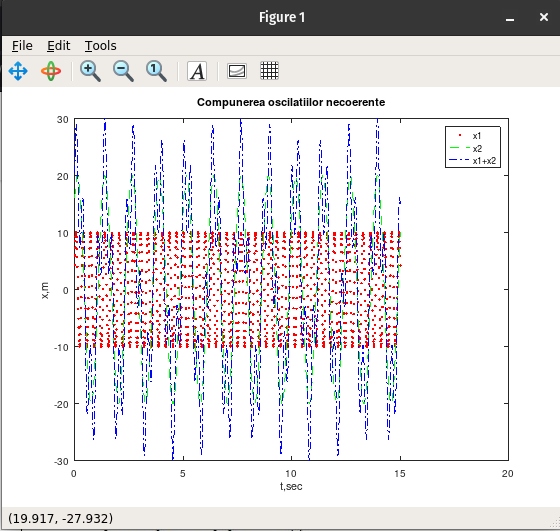 Figure 1
File Edit Tools
A
Compunerea oscilatiilor necoerente
30
20
10
0
-10
-20
-30
x,m
x1
x2
x1+x2
0 5 10 15 20
t,sec
(19.917, -27.932)